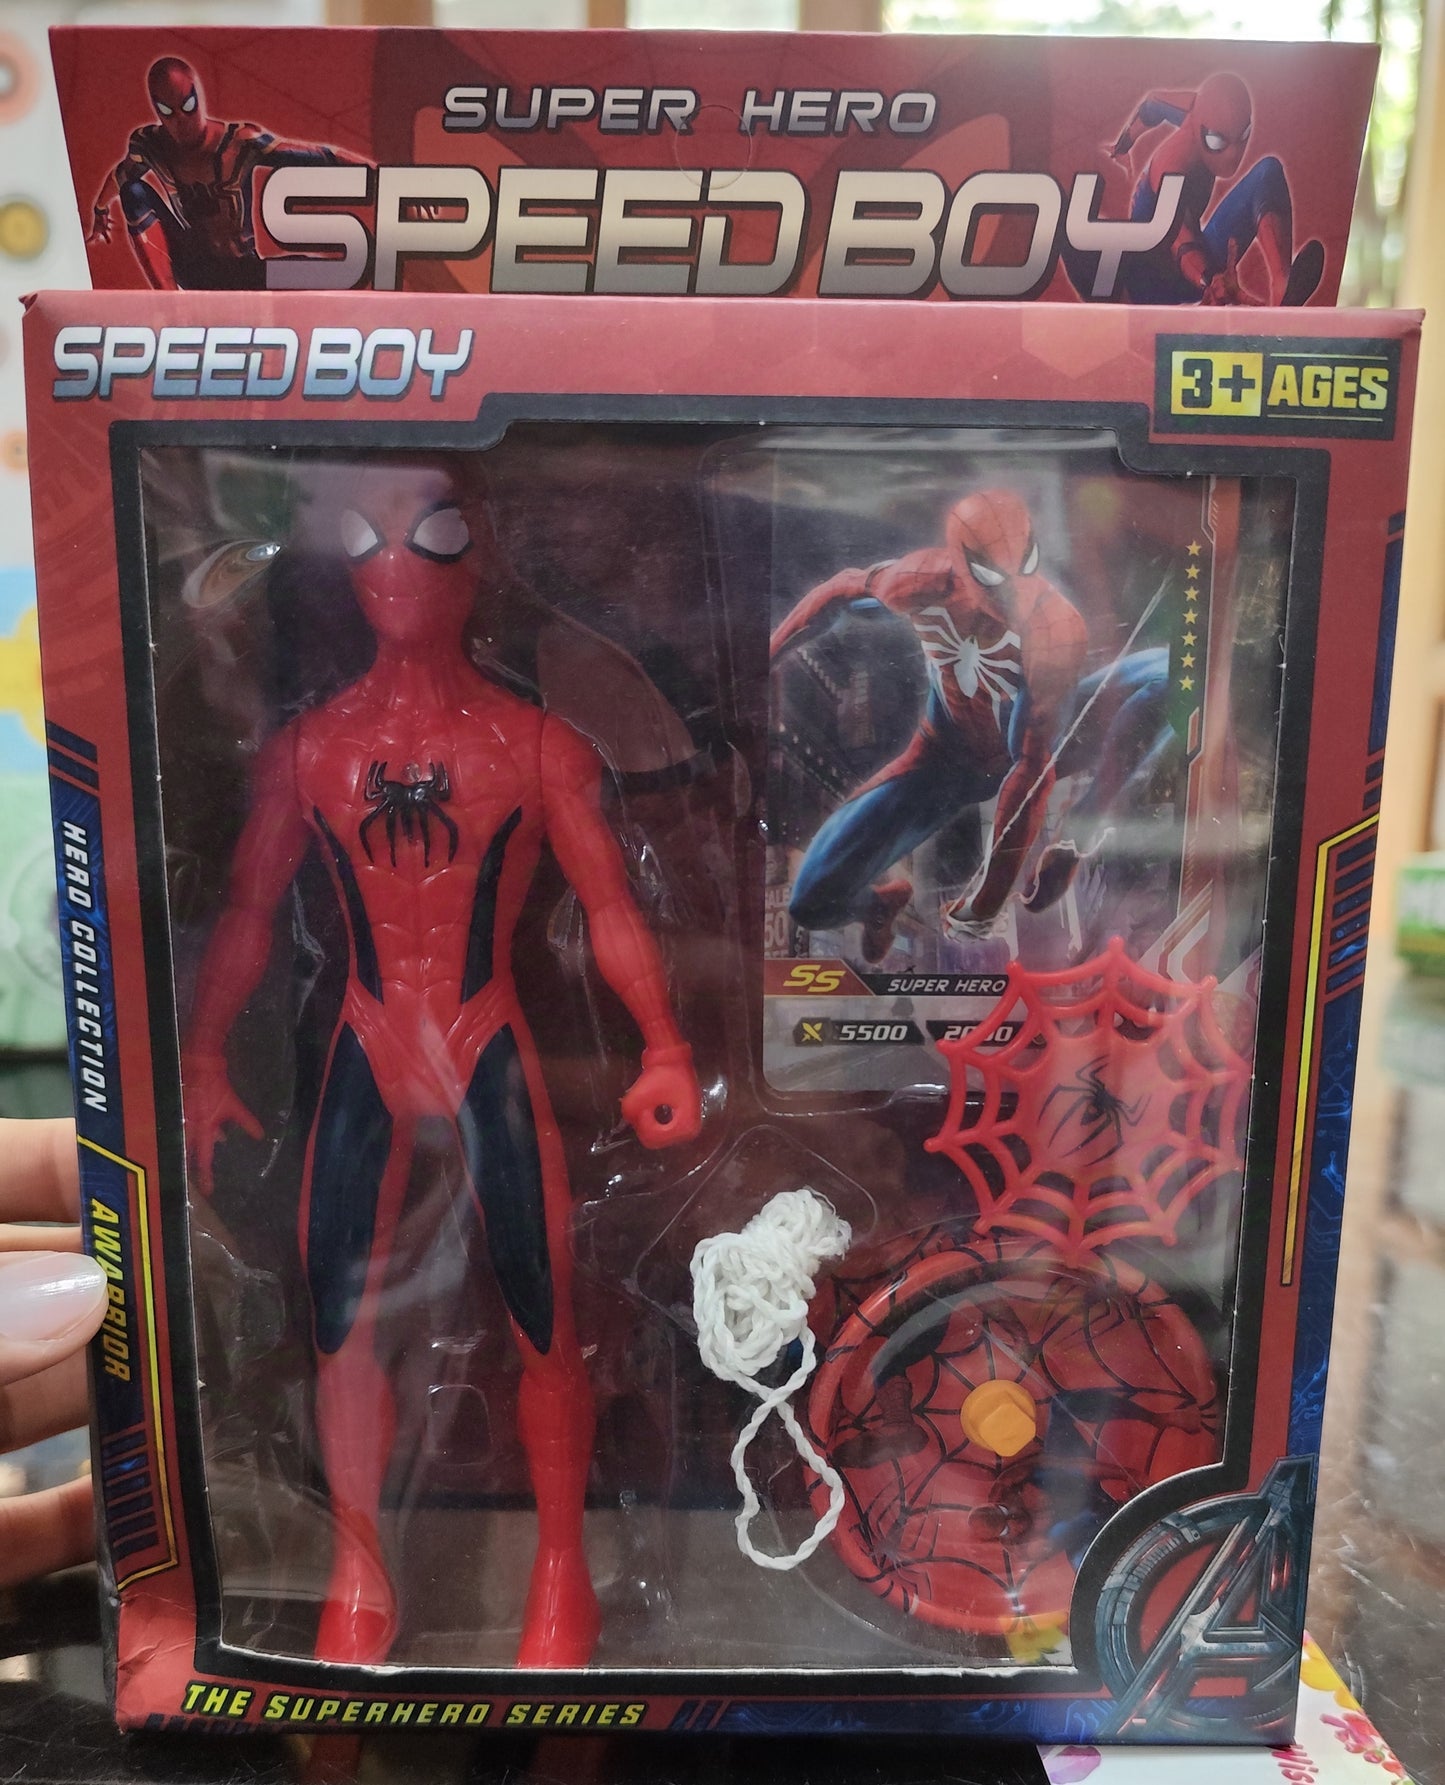 SUPER HERO
SPEED BOY
SPEED BOY
3+ AGES
HERO COLLECTION
AWARRIOR
SS
SUPER HERO
5500
THE SUPERHERO SERIES